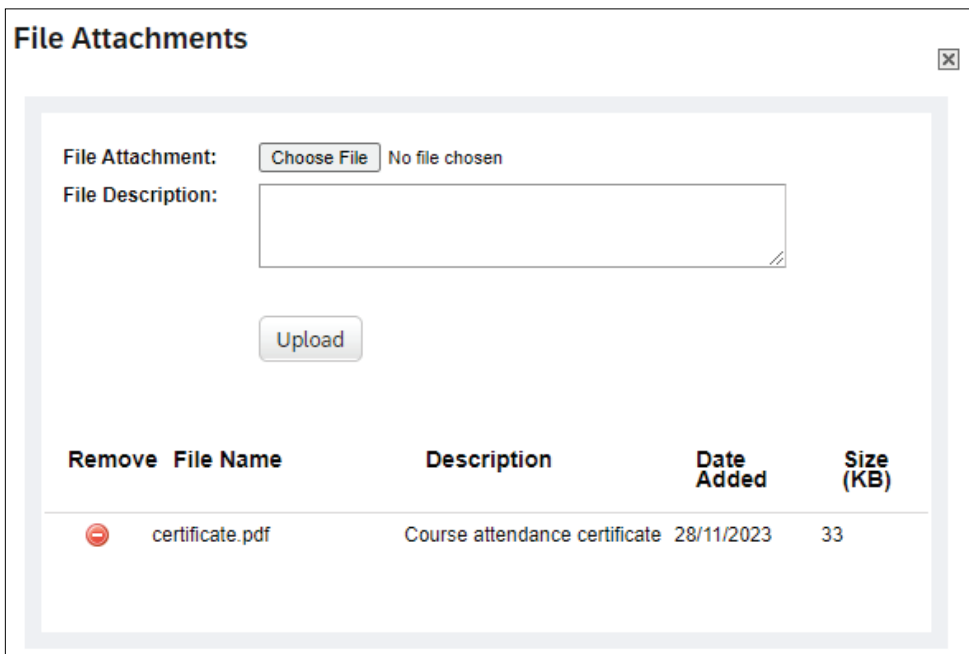 File Attachments
File Attachment: Choose File No file chosen
File Description:
Upload
Remove File Name Description Date Added Size (KB)
certificate.pdf Course attendance certificate 28/11/2023 33